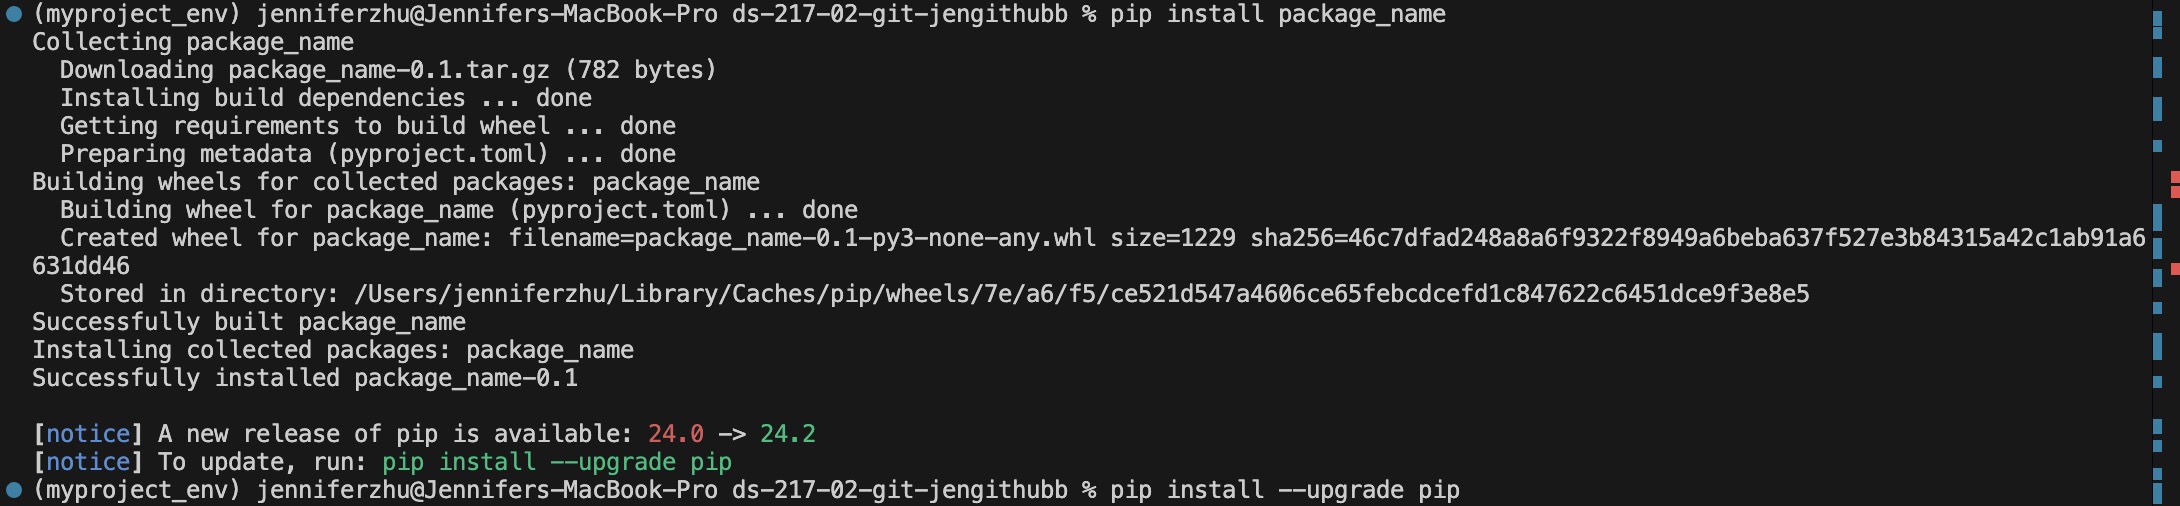 (myproject_env) jenniferzhu@Jennifers-MacBook-Pro ds-217-02-git-jengithubb % pip install package_name
Collecting package_name
  Downloading package_name-0.1.tar.gz (782 bytes)
  Installing build dependencies ... done
  Getting requirements to build wheel ... done
  Preparing metadata (pyproject.toml) ... done
Building wheels for collected packages: package_name
  Building wheel for package_name (pyproject.toml) ... done
  Created wheel for package_name: filename=package_name-0.1-py3-none-any.whl size=1229 sha256=46c7dfad248a8a6f9322f8949a6beba637f527e3b84315a42c1ab91a6
631dd46
  Stored in directory: /Users/jenniferzhu/Library/Caches/pip/wheels/7e/a6/f5/ce521d547a4606ce65febcdcefd1c847622c6451dce9f3e8e5
Successfully built package_name
Installing collected packages: package_name
Successfully installed package_name-0.1
[notice] A new release of pip is available: 24.0 -> 24.2
[notice] To update, run: pip install --upgrade pip
(myproject_env) jenniferzhu@Jennifers-MacBook-Pro ds-217-02-git-jengithubb % pip install --upgrade pip